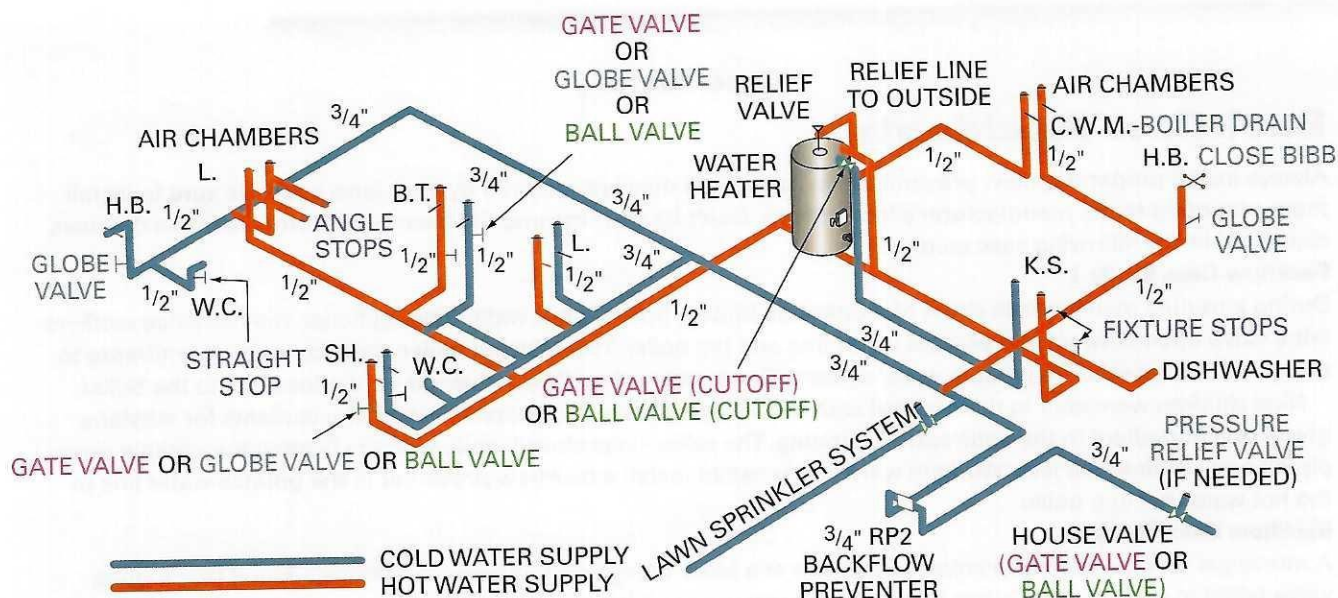 GATE VALVE
OR
GLOBE VALVE
OR
BALL VALVE
RELIEF
VALVE
RELIEF LINE
TO OUTSIDE
AIR CHAMBERS
C.W.M.-BOILER DRAIN
H.B. CLOSE BIBB
AIR CHAMBERS
3/4"
L.
B.T.
3/4"
WATER
HEATER
1/2"
1/2"
H.B.
1/2"
ANGLE
STOPS
1/2"
1/2"
L.
1/2"
3/4"
3/4"
1/2"
GLOBE
VALVE
GLOBE
VALVE
1/2"
W.C.
1/2"
1/2"
K.S.
1/2"
STRAIGHT
STOP
SH.
W.C.
1/2"
3/4"
3/4"
FIXTURE STOPS
DISHWASHER
GATE VALVE (CUTOFF)
OR BALL VALVE (CUTOFF)
GATE VALVE OR GLOBE VALVE OR BALL VALVE
LAWN SPRINKLER SYSTEM
3/4"
PRESSURE
RELIEF VALVE
(IF NEEDED)
COLD WATER SUPPLY
HOT WATER SUPPLY
3/4" RP2
BACKFLOW
PREVENTER
HOUSE VALVE
(GATE VALVE OR
BALL VALVE)